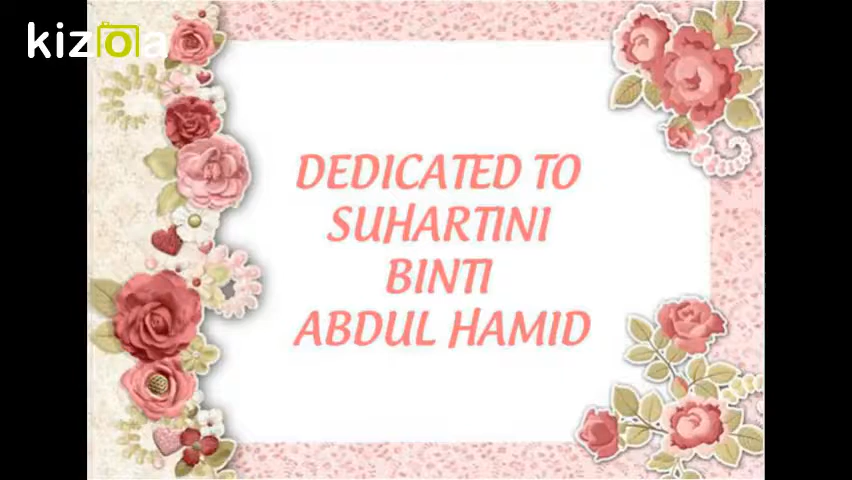 kizoa
DEDICATED TO
SUHARTINI
BINTI
ABDUL HAMID